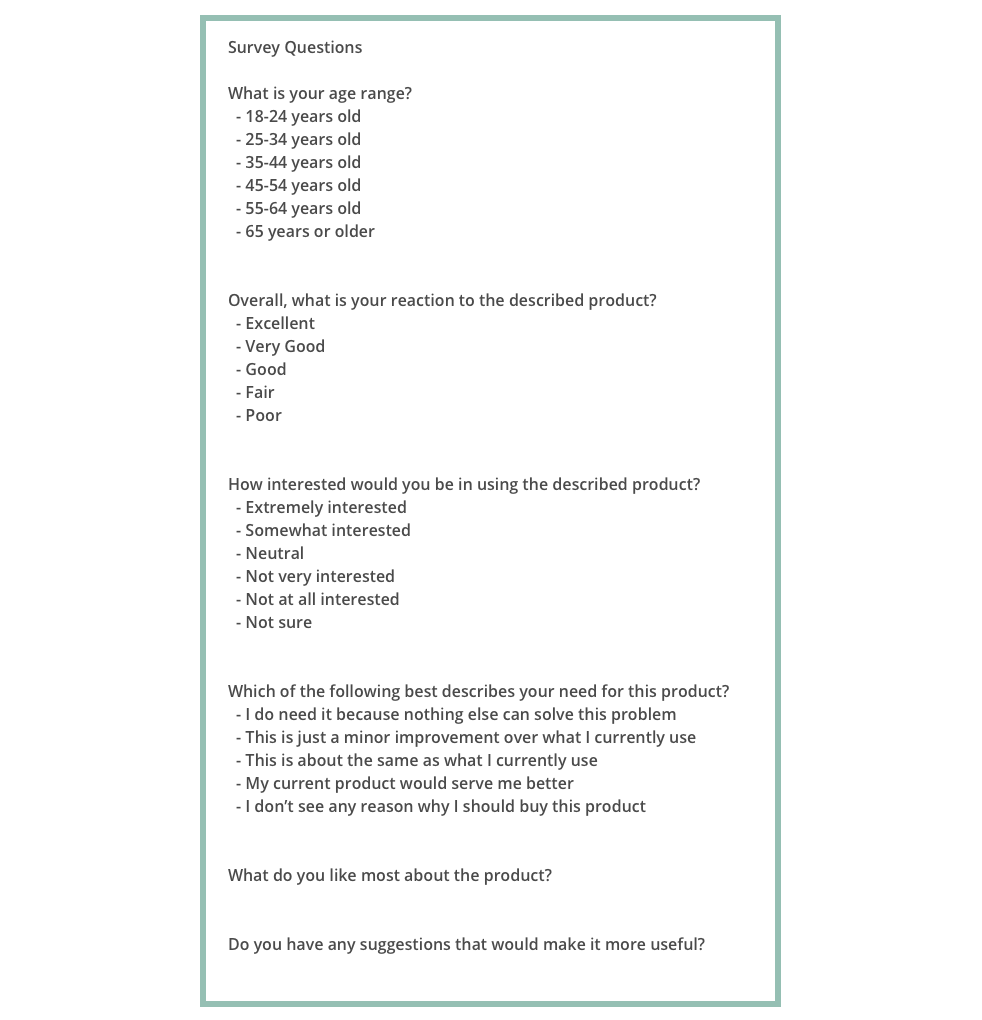 Survey Questions
What is your age range?
- 18-24 years old
- 25-34 years old
- 35-44 years old
- 45-54 years old
- 55-64 years old
- 65 years or older
Overall, what is your reaction to the described product?
- Excellent
- Very Good
- Good
- Fair
- Poor
How interested would you be in using the described product?
- Extremely interested
- Somewhat interested
- Neutral
- Not very interested
- Not at all interested
- Not sure
Which of the following best describes your need for this product?
- I do need it because nothing else can solve this problem
- This is just a minor improvement over what I currently use
- This is about the same as what I currently use
- My current product would serve me better
- I don’t see any reason why I should buy this product
What do you like most about the product?
Do you have any suggestions that would make it more useful?